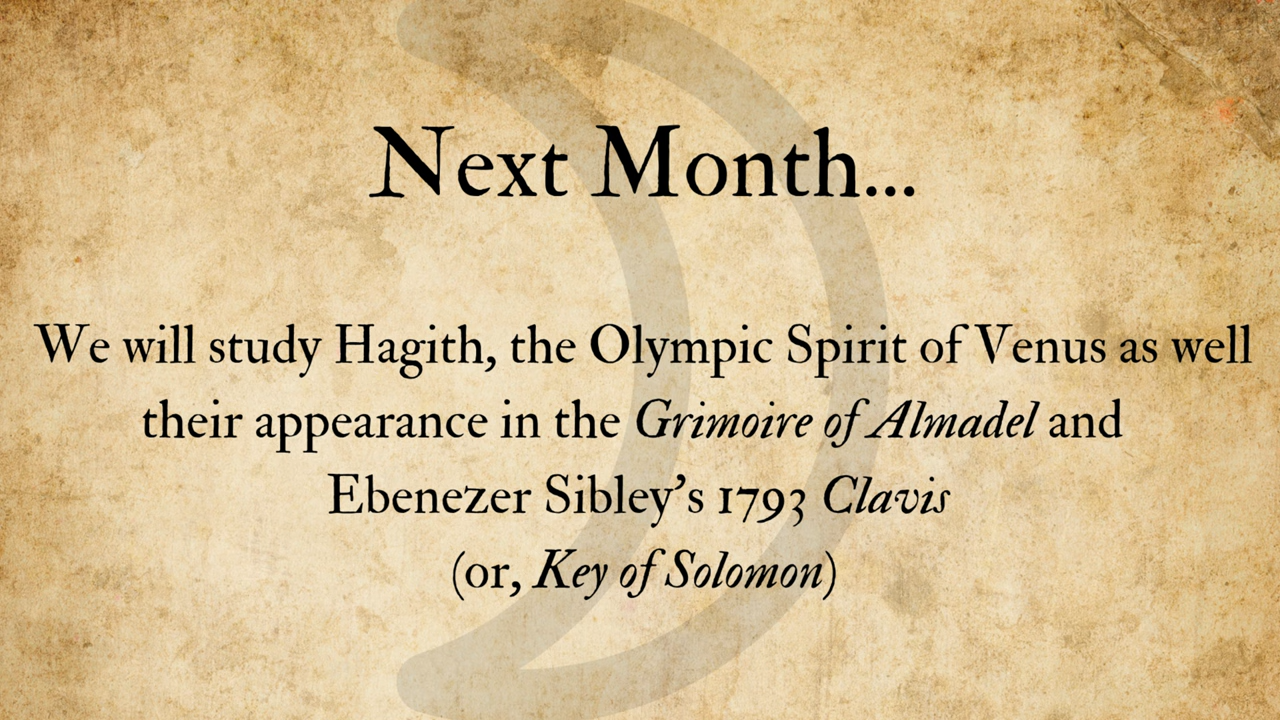 Next Month...
We will study Hagith, the Olympic Spirit of Venus as well
their appearance in the Grimoire of Almadel and
Ebenezer Sibley’s 1793 Clavis
(or, Key of Solomon)